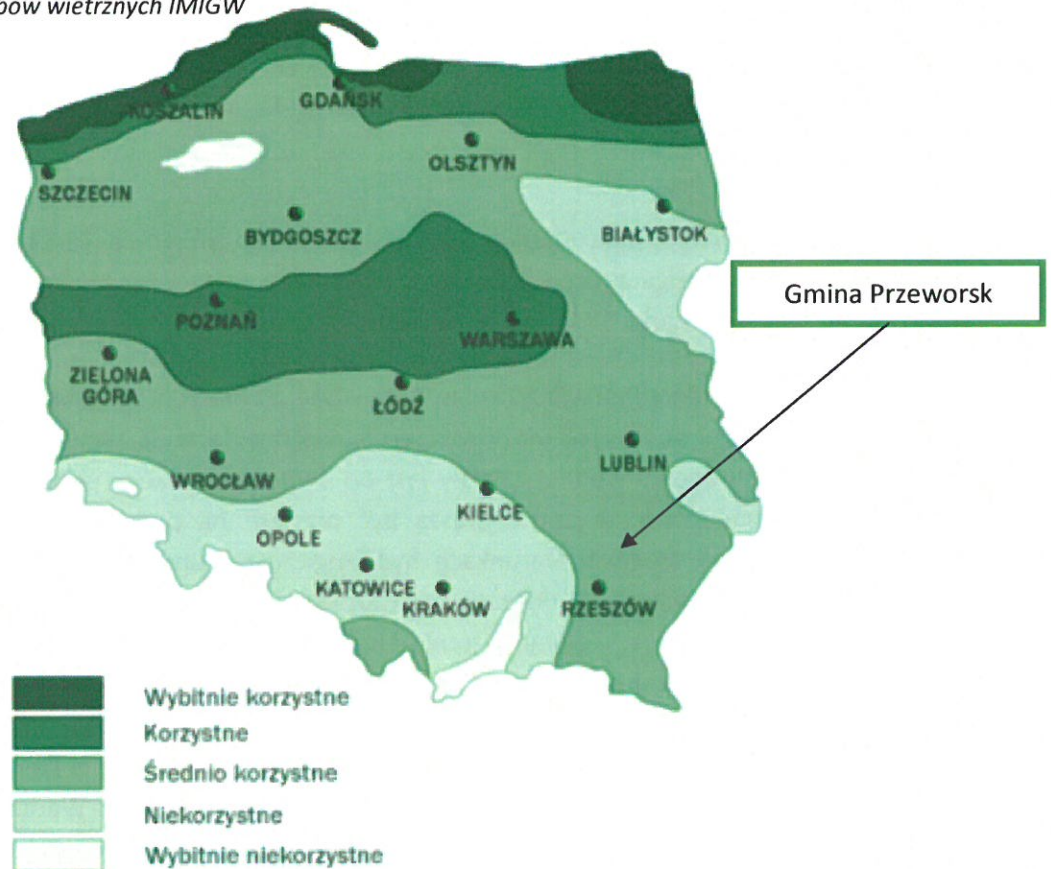 wietrznych IMiGW
KOSZALIN
GDAŃSK
OLSZTYN
SZCZECIN
BYDGOSZCZ
BIAŁYSTOK
Gmina Przeworsk
POZNAŃ
WARSZAWA
ZIELONA
GÓRA
ŁÓDŹ
LUBLIN
WROCŁAW
KIELCE
OPOLE
KATOWICE
KRAKÓW
RZESZÓW
Wybitnie korzystne
Korzystne
Średnio korzystne
Niekorzystne
Wybitnie niekorzystne